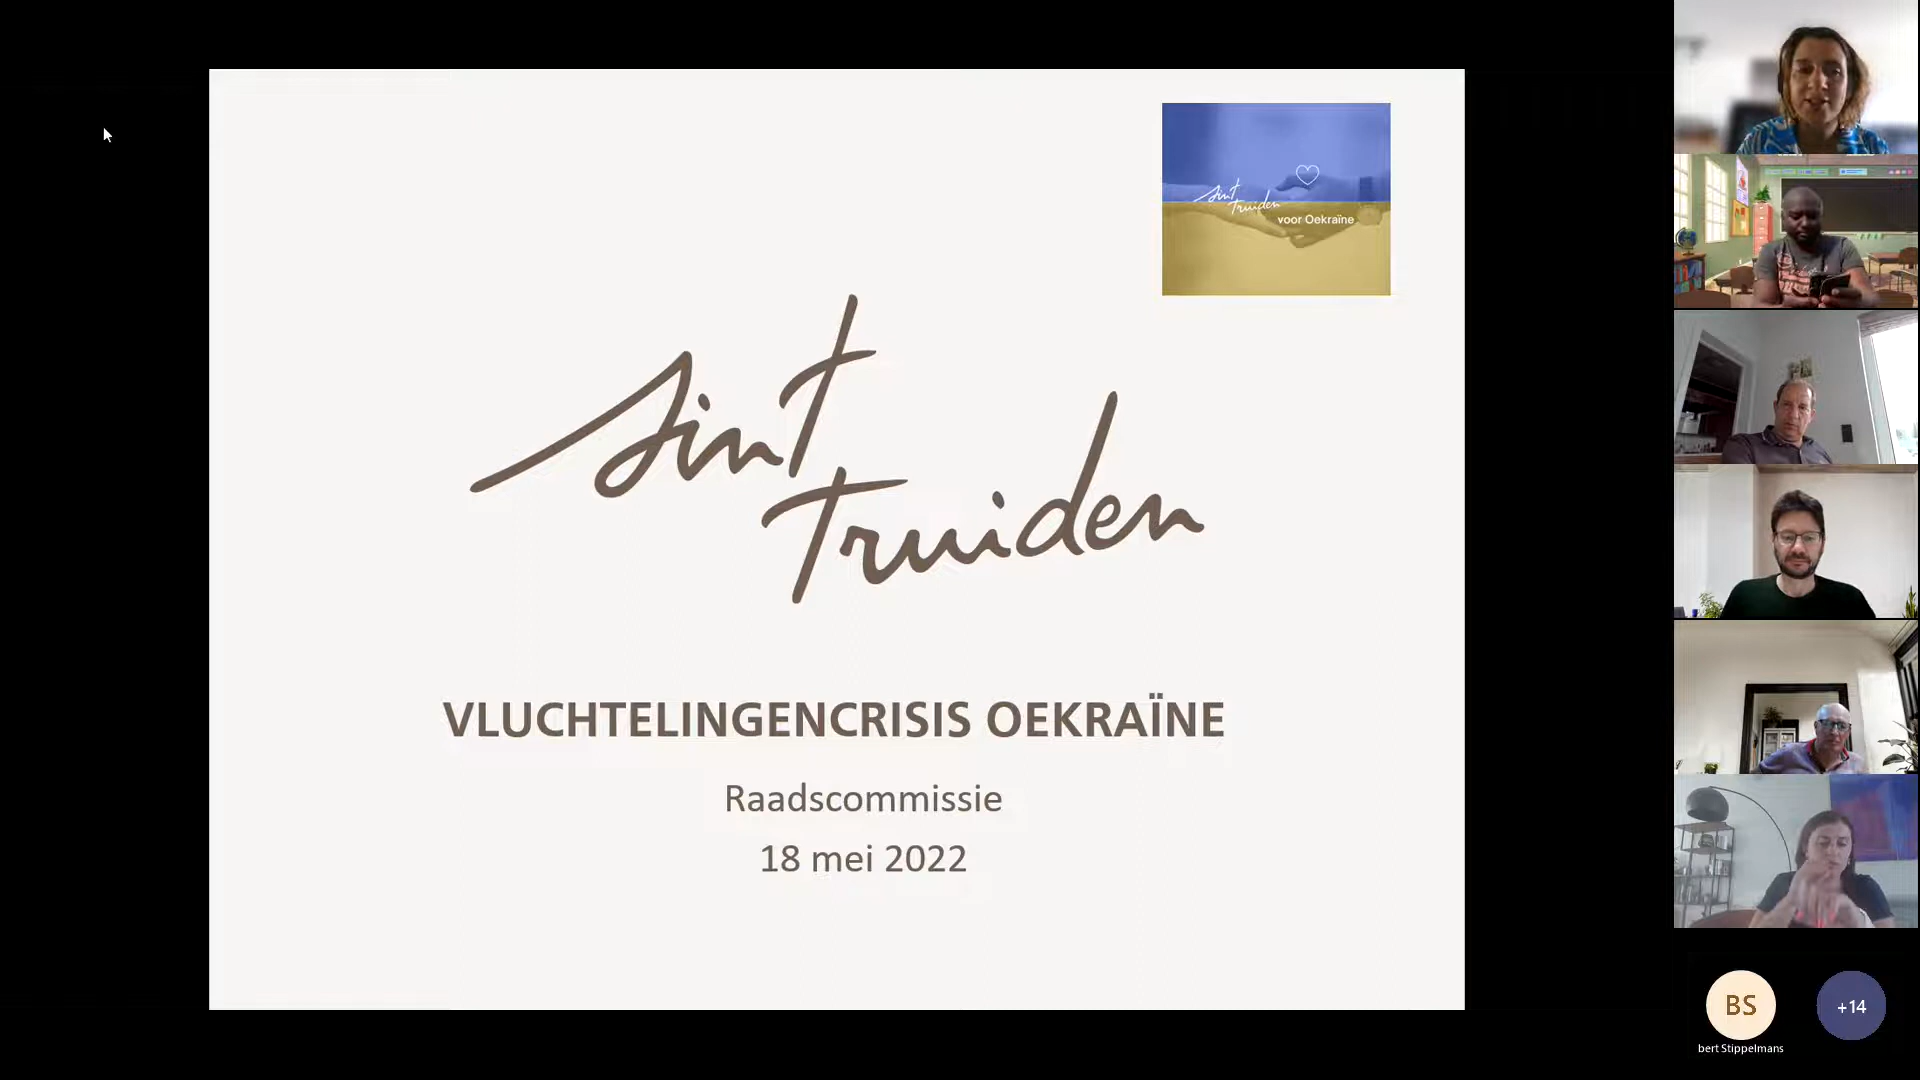 sint
truiden
voor Oekraïne
sint
truiden
VLUCHTELINGENCRISIS OEKRAÏNE
Raadscommissie
18 mei 2022
BS
+14
bert Stippelmans